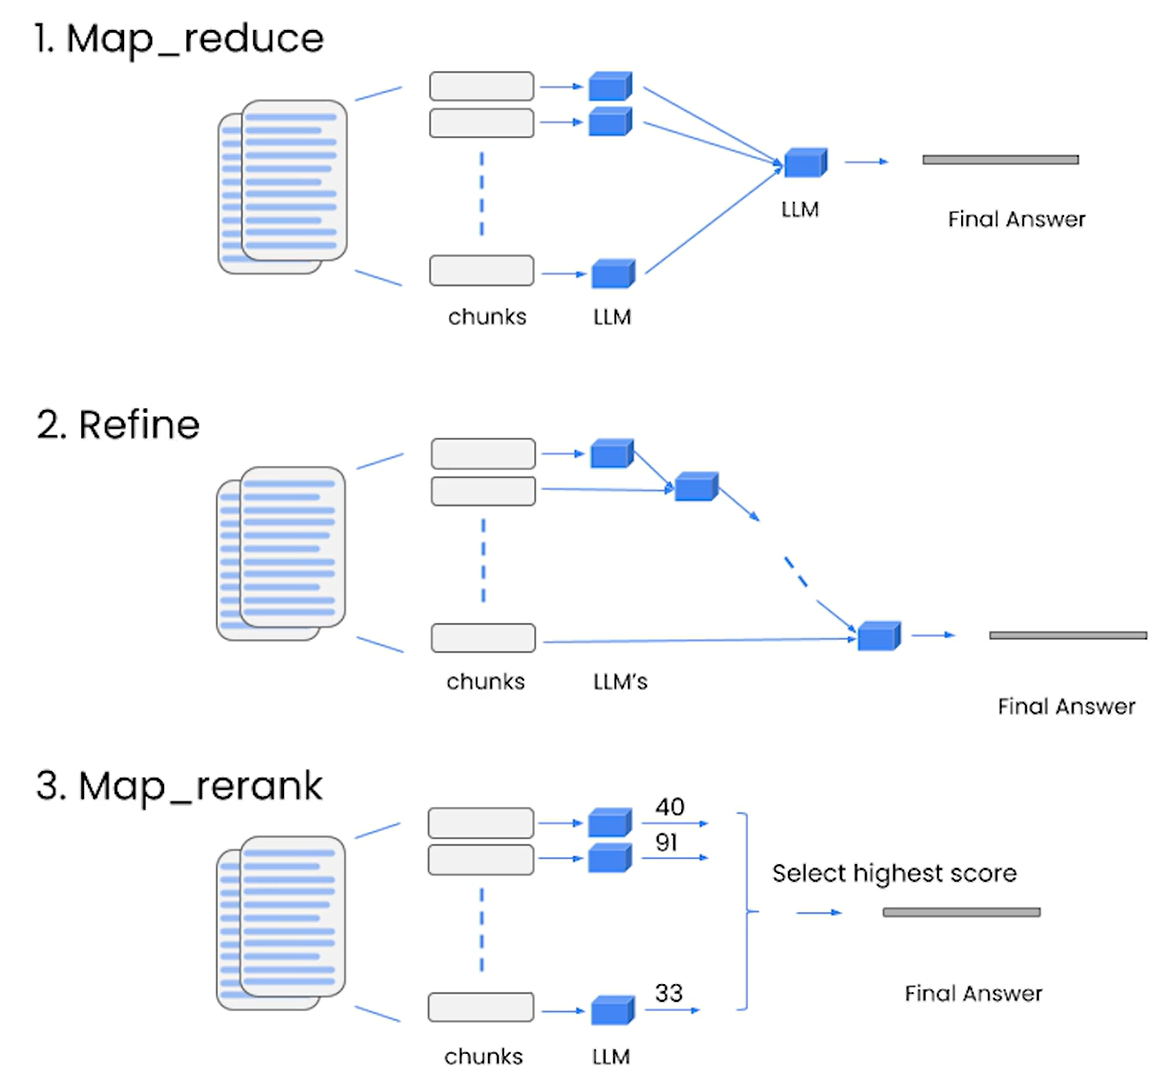 1. Map_reduce
LLM
Final Answer
chunks
LLM
2. Refine
chunks
LLM's
Final Answer
3. Map_rerank
40
91
Select highest score
33
Final Answer
chunks
LLM